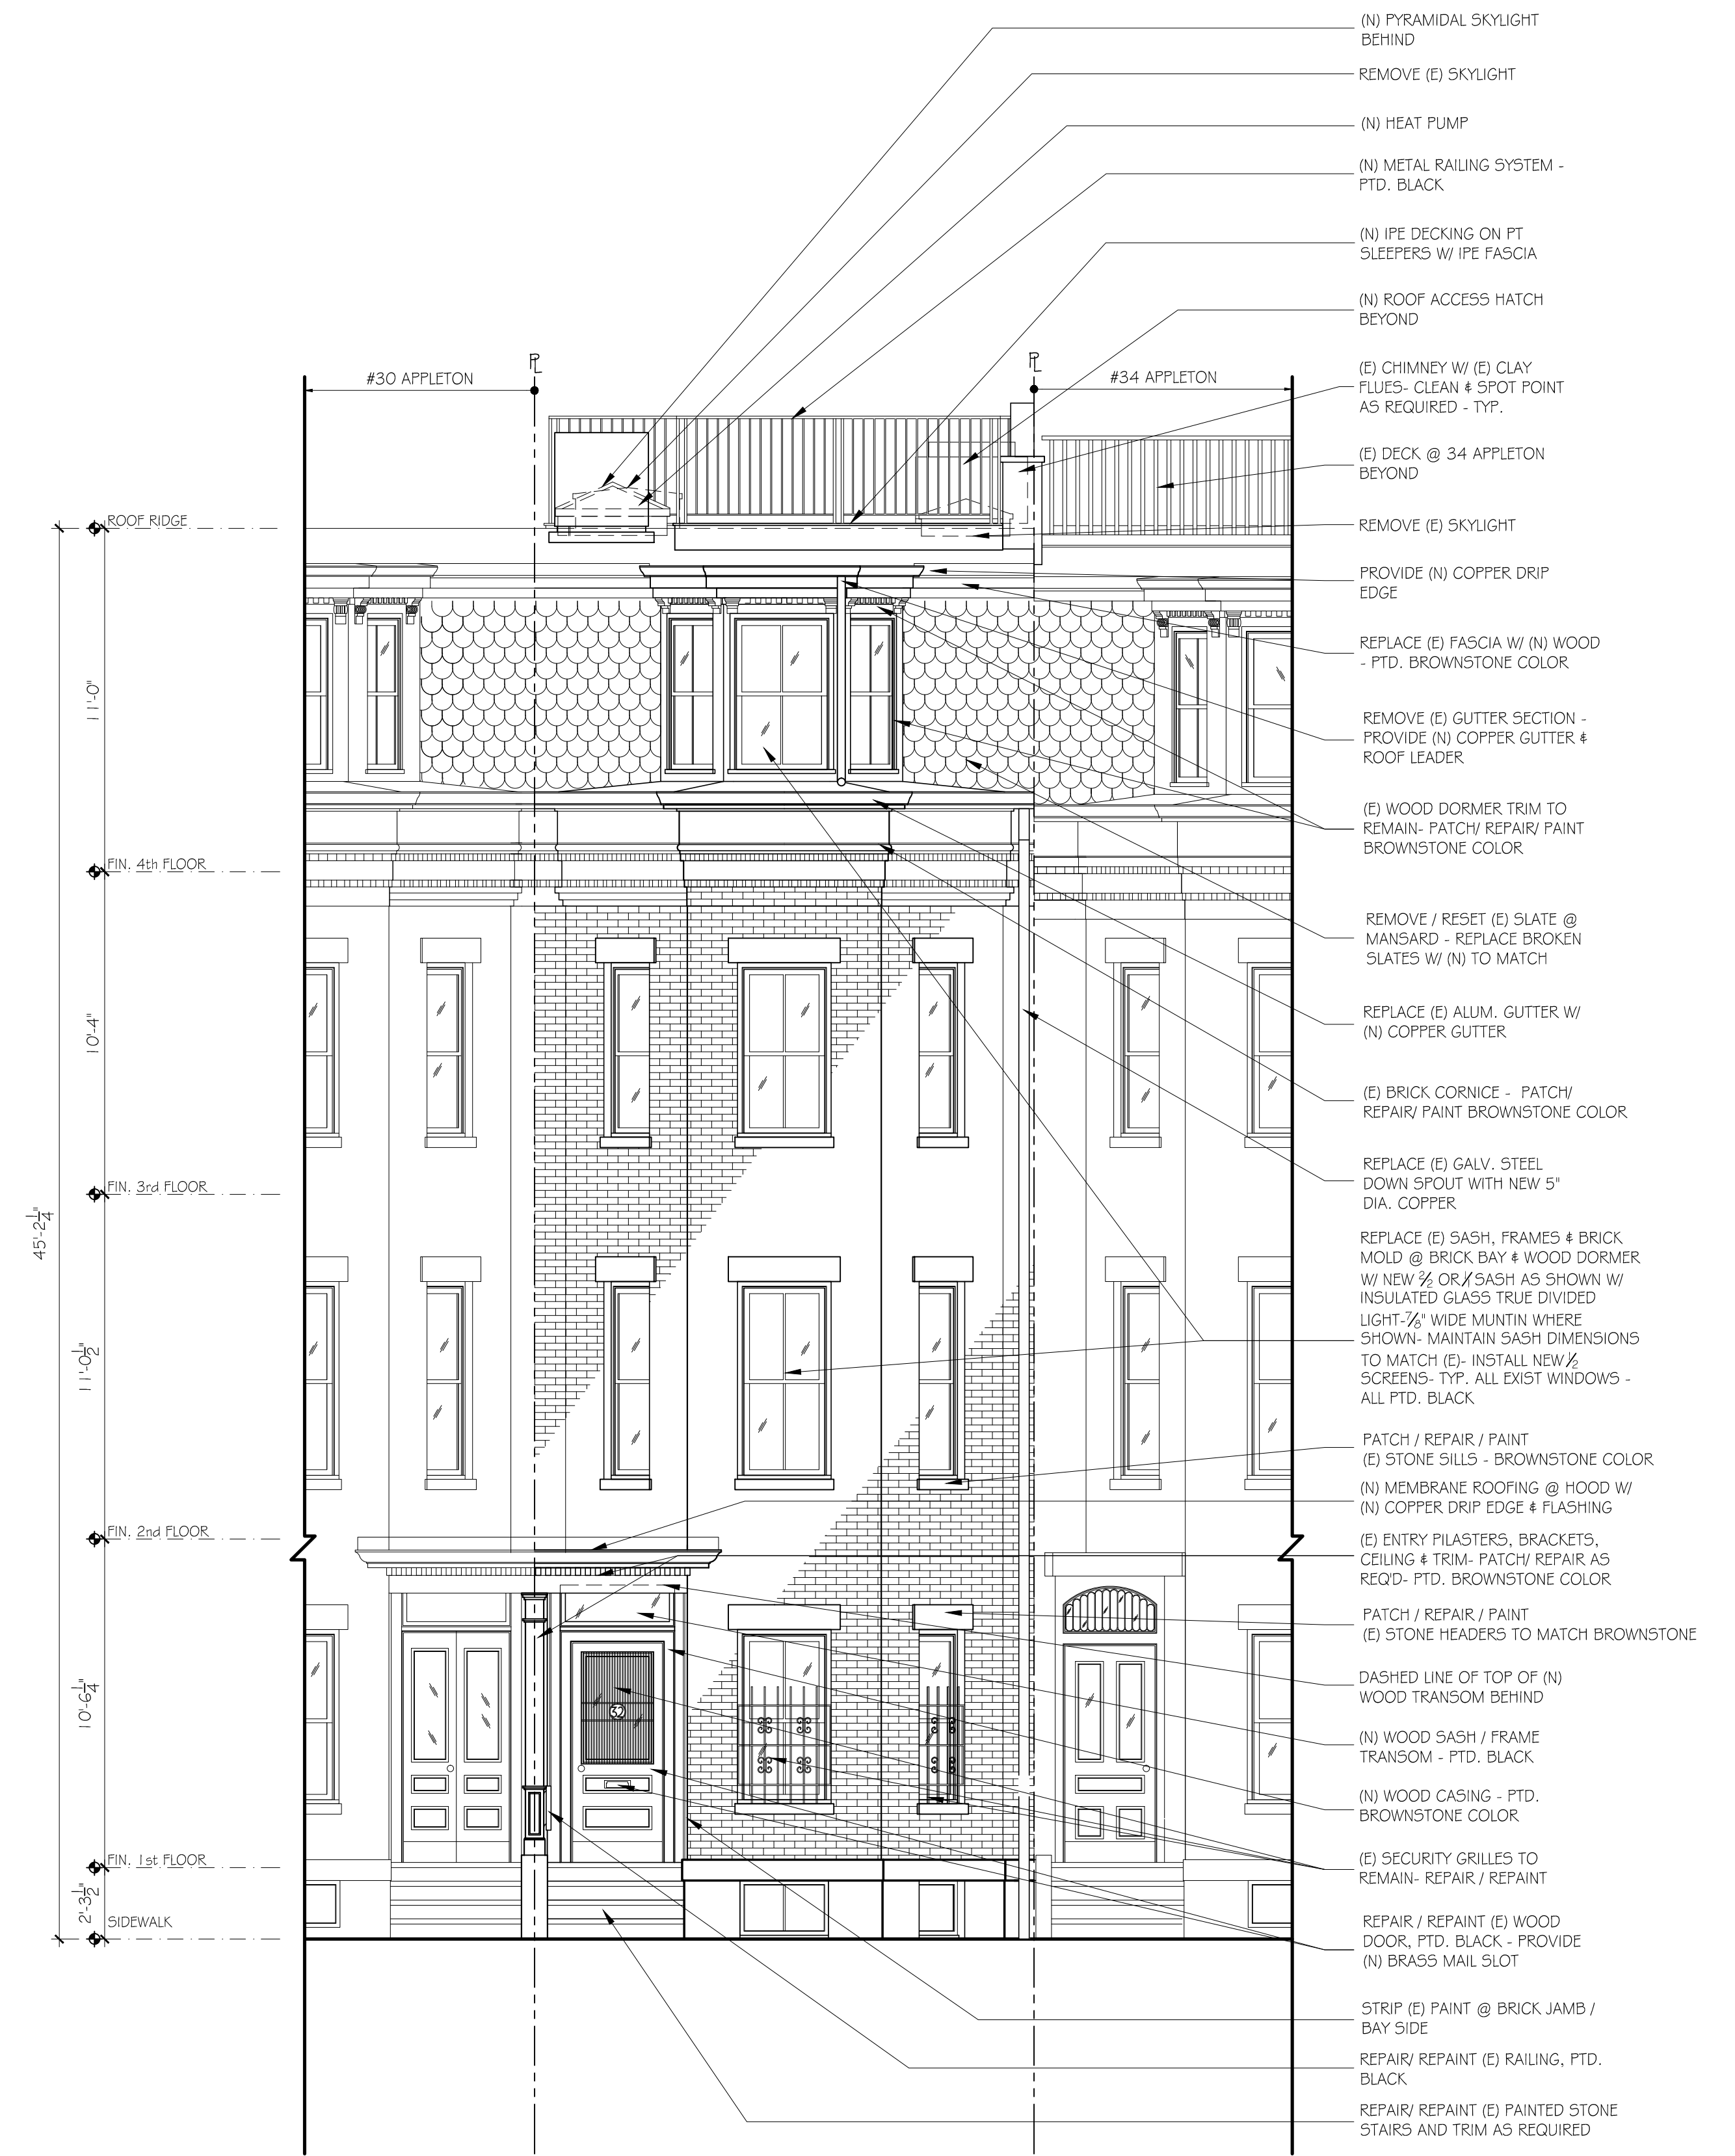 (N) PYRAMIDAL SKYLIGHT
BEHIND
REMOVE (E) SKYLIGHT
(N) HEAT PUMP
(N) METAL RAILING SYSTEM -
PTD. BLACK
(N) IPE DECKING ON PT
SLEEPERS W/ IPE FASCIA
(N) ROOF ACCESS HATCH
BEYOND
(E) CHIMNEY W/ (E) CLAY
FLUES- CLEAN & SPOT POINT
AS REQUIRED - TYP.
(E) DECK @ 34 APPLETON
BEYOND
REMOVE (E) SKYLIGHT
PROVIDE (N) COPPER DRIP
EDGE
REPLACE (E) FASCIA W/ (N) WOOD
- PTD. BROWNSTONE COLOR
REMOVE (E) GUTTER SECTION -
PROVIDE (N) COPPER GUTTER &
ROOF LEADER
(E) WOOD DORMER TRIM TO
REMAIN- PATCH/ REPAIR/ PAINT
BROWNSTONE COLOR
REMOVE / RESET (E) SLATE @
MANSARD - REPLACE BROKEN
SLATES W/ (N) TO MATCH
REPLACE (E) ALUM. GUTTER W/
(N) COPPER GUTTER
(E) BRICK CORNICE - PATCH/
REPAIR/ PAINT BROWNSTONE COLOR
REPLACE (E) GALV. STEEL
DOWN SPOUT WITH NEW 5"
DIA. COPPER
REPLACE (E) SASH, FRAMES & BRICK
MOLD @ BRICK BAY & WOOD DORMER
W/ NEW 2/2 OR 1/1 SASH AS SHOWN W/
INSULATED GLASS TRUE DIVIDED
LIGHT-7/8" WIDE MUNTIN WHERE
SHOWN- MAINTAIN SASH DIMENSIONS
TO MATCH (E)- INSTALL NEW 1/2
SCREENS- TYP. ALL EXIST WINDOWS -
ALL PTD. BLACK
PATCH / REPAIR / PAINT
(E) STONE SILLS - BROWNSTONE COLOR
(N) MEMBRANE ROOFING @ HOOD W/
(N) COPPER DRIP EDGE & FLASHING
(E) ENTRY PILASTERS, BRACKETS,
CEILING & TRIM- PATCH/ REPAIR AS
REQ'D- PTD. BROWNSTONE COLOR
PATCH / REPAIR / PAINT
(E) STONE HEADERS TO MATCH BROWNSTONE
DASHED LINE OF TOP OF (N)
WOOD TRANSOM BEHIND
(N) WOOD SASH / FRAME
TRANSOM - PTD. BLACK
(N) WOOD CASING - PTD.
BROWNSTONE COLOR
(E) SECURITY GRILLES TO
REMAIN- REPAIR / REPAINT
REPAIR / REPAINT (E) WOOD
DOOR, PTD. BLACK - PROVIDE
(N) BRASS MAIL SLOT
STRIP (E) PAINT @ BRICK JAMB /
BAY SIDE
REPAIR/ REPAINT (E) RAILING, PTD.
BLACK
REPAIR/ REPAINT (E) PAINTED STONE
STAIRS AND TRIM AS REQUIRED
PL
PL
#30 APPLETON
#34 APPLETON
ROOF RIDGE
11'-0"
FIN. 4th FLOOR
10'-4"
FIN. 3rd FLOOR
45'-2 1/4"
11'-0 1/2"
FIN. 2nd FLOOR
10'-6 1/4"
FIN. 1st FLOOR
2'-3 1/2"
SIDEWALK
32